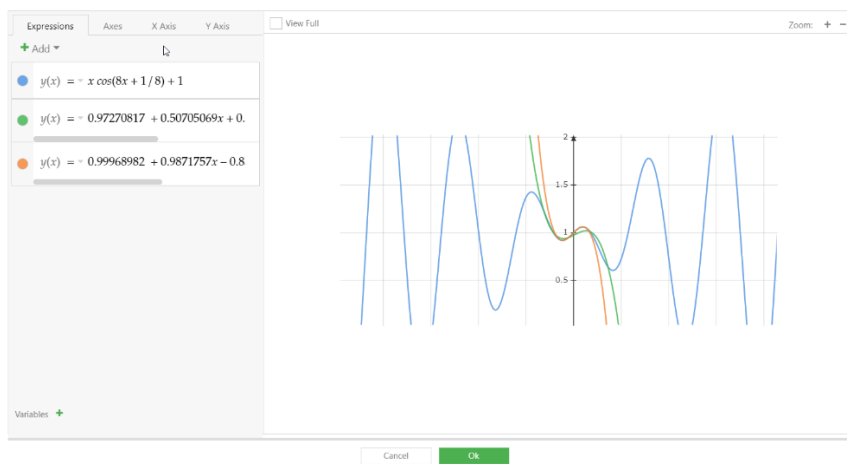 Expressions Axes X Axis Y Axis
View Full
Zoom: + −
+ Add
y(x) = x cos(8x + 1/8) + 1
y(x) = 0.97270817 + 0.50705069x + 0.
y(x) = 0.99968982 + 0.9871757x − 0.8
2
1.5
1
0.5
Variables +
Cancel Ok